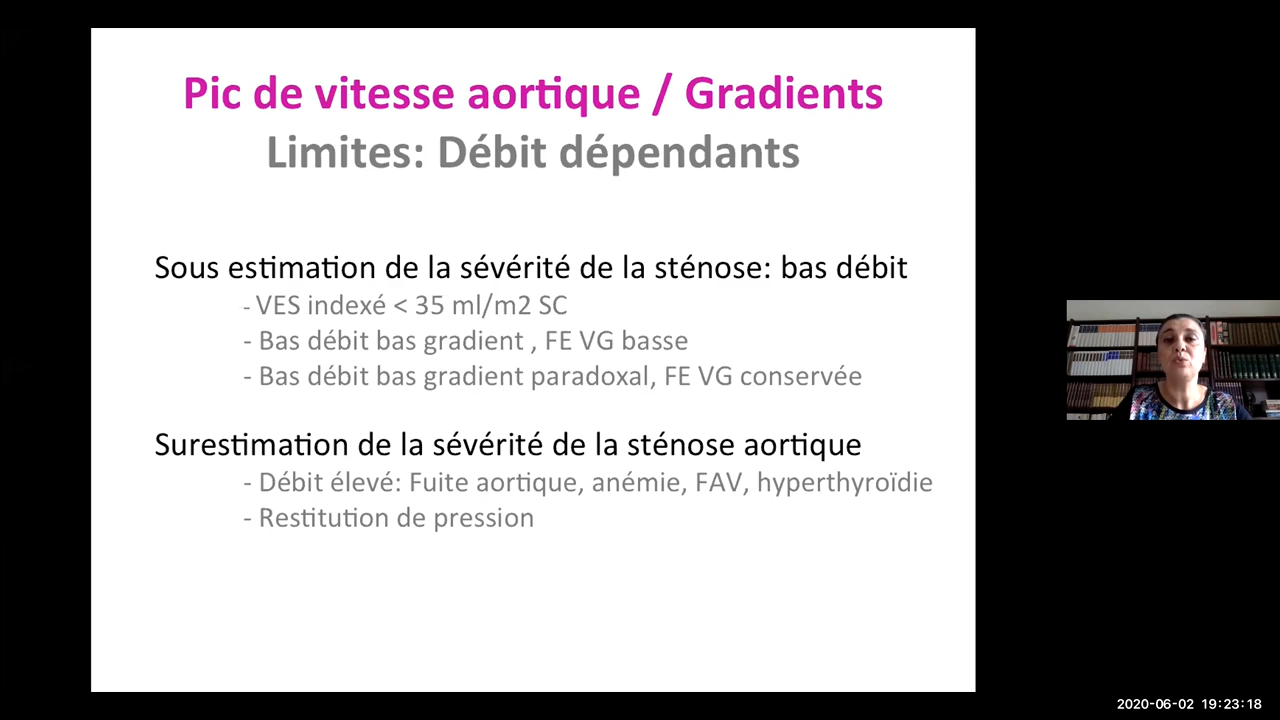 Pic de vitesse aortique / Gradients
Limites: Débit dépendants
Sous estimation de la sévérité de la sténose: bas débit
- VES indexé < 35 ml/m2 SC
- Bas débit bas gradient , FE VG basse
- Bas débit bas gradient paradoxal, FE VG conservée
Surestimation de la sévérité de la sténose aortique
- Débit élevé: Fuite aortique, anémie, FAV, hyperthyroïdie
- Restitution de pression
2020-06-02 19:23:18